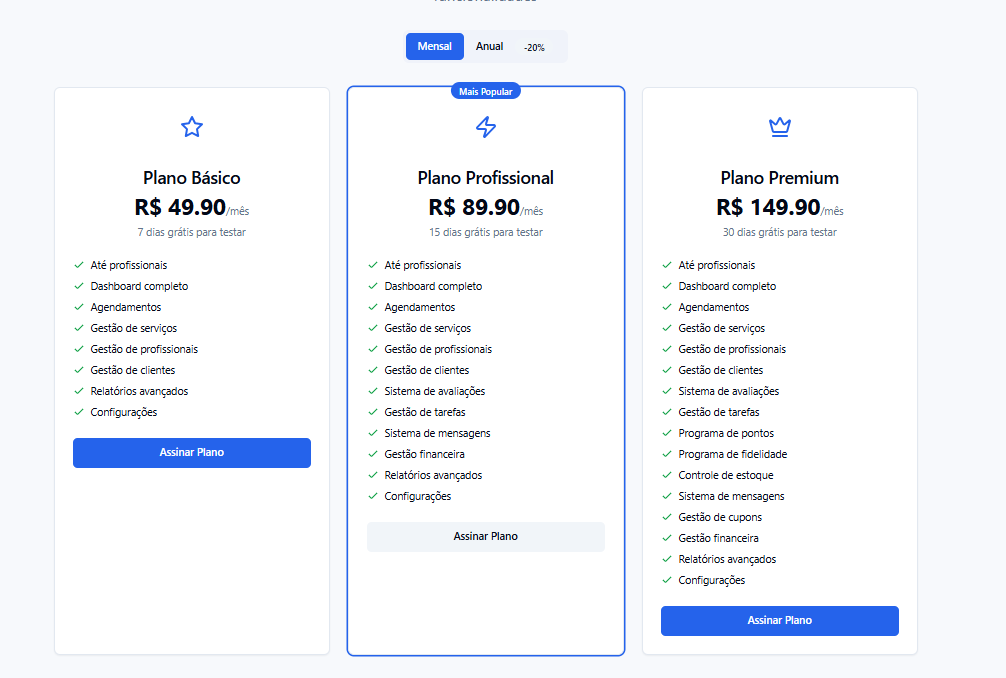 Mensal Anual -20%
Plano Básico
R$ 49.90/mês
7 dias grátis para testar
Até profissionais
Dashboard completo
Agendamentos
Gestão de serviços
Gestão de profissionais
Gestão de clientes
Relatórios avançados
Configurações
Assinar Plano
Mais Popular
Plano Profissional
R$ 89.90/mês
15 dias grátis para testar
Até profissionais
Dashboard completo
Agendamentos
Gestão de serviços
Gestão de profissionais
Gestão de clientes
Sistema de avaliações
Gestão de tarefas
Sistema de mensagens
Gestão financeira
Relatórios avançados
Configurações
Assinar Plano
Plano Premium
R$ 149.90/mês
30 dias grátis para testar
Até profissionais
Dashboard completo
Agendamentos
Gestão de serviços
Gestão de profissionais
Gestão de clientes
Sistema de avaliações
Gestão de tarefas
Programa de pontos
Programa de fidelidade
Controle de estoque
Sistema de mensagens
Gestão de cupons
Gestão financeira
Relatórios avançados
Configurações
Assinar Plano